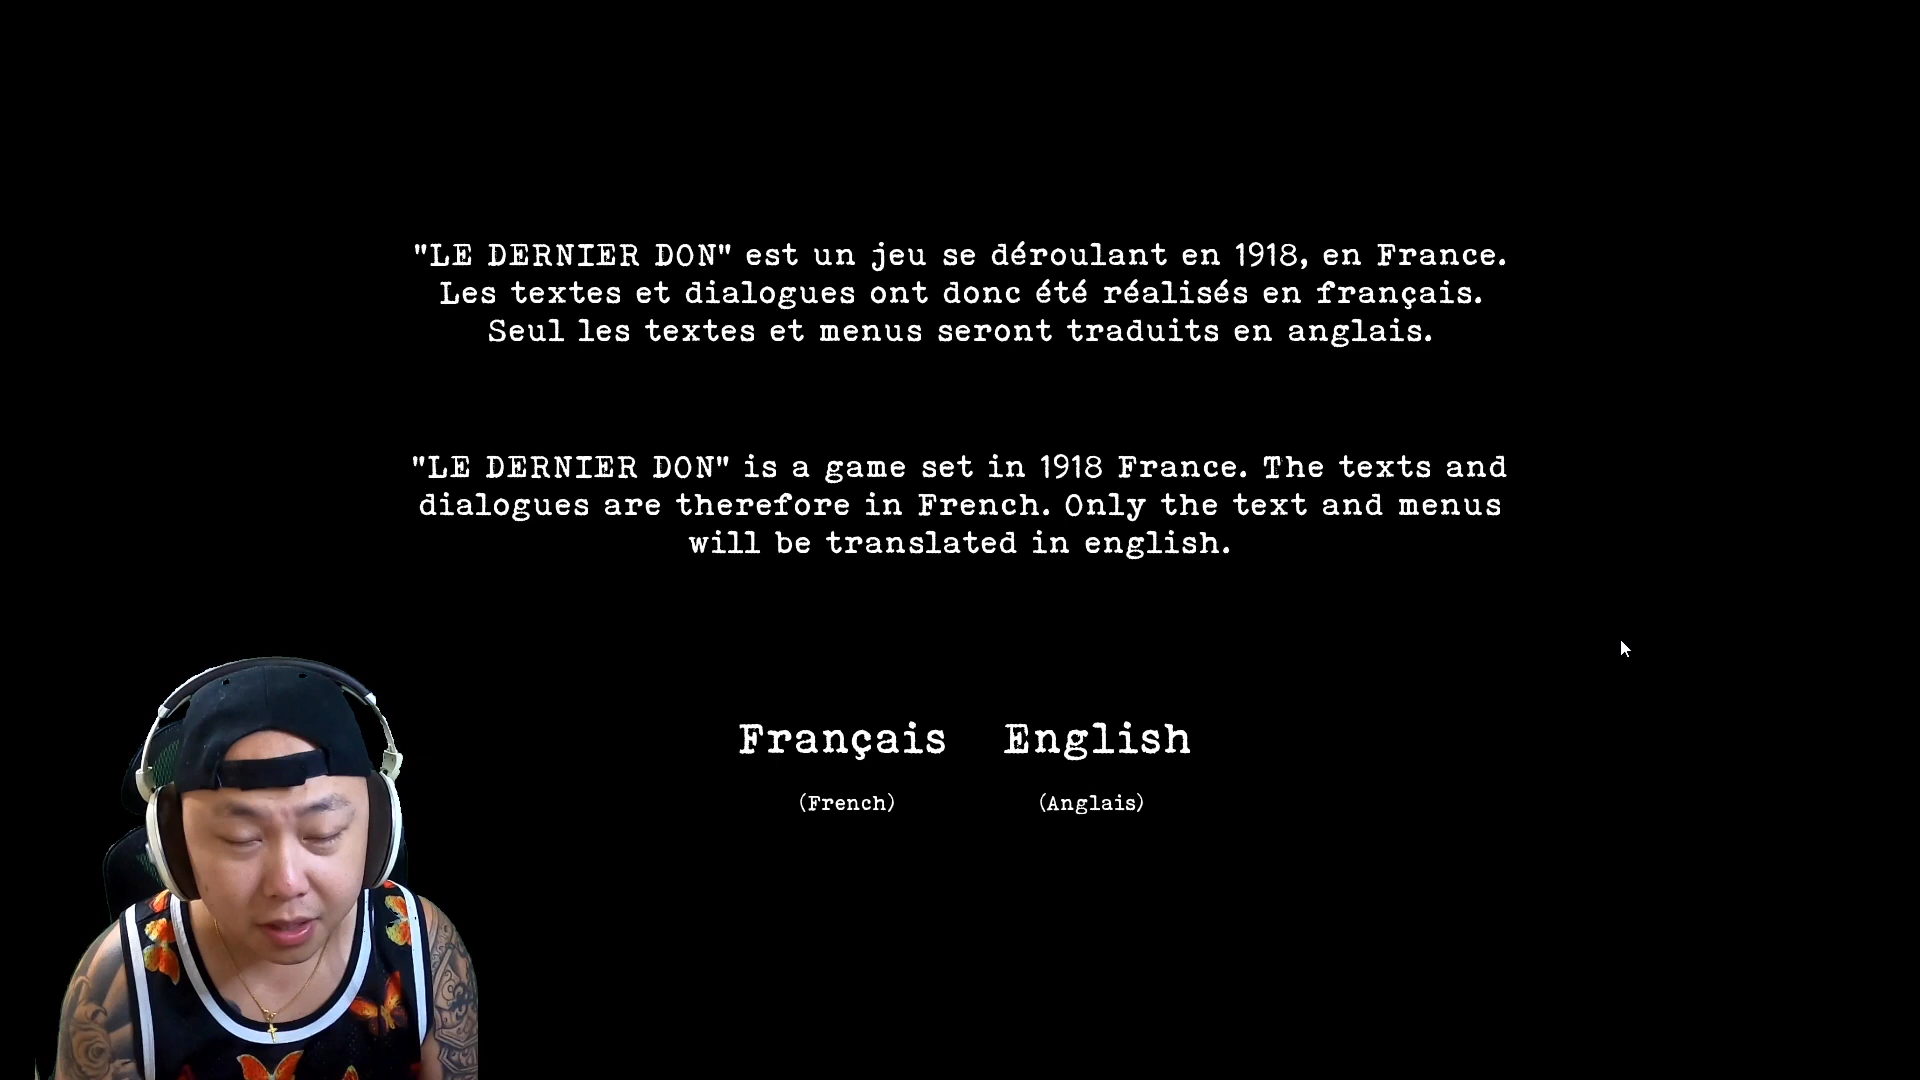 "LE DERNIER DON" est un jeu se déroulant en 1918, en France.
Les textes et dialogues ont donc été réalisés en français.
Seul les textes et menus seront traduits en anglais.
"LE DERNIER DON" is a game set in 1918 France. The texts and
dialogues are therefore in French. Only the text and menus
will be translated in english.
Français English
(French) (Anglais)